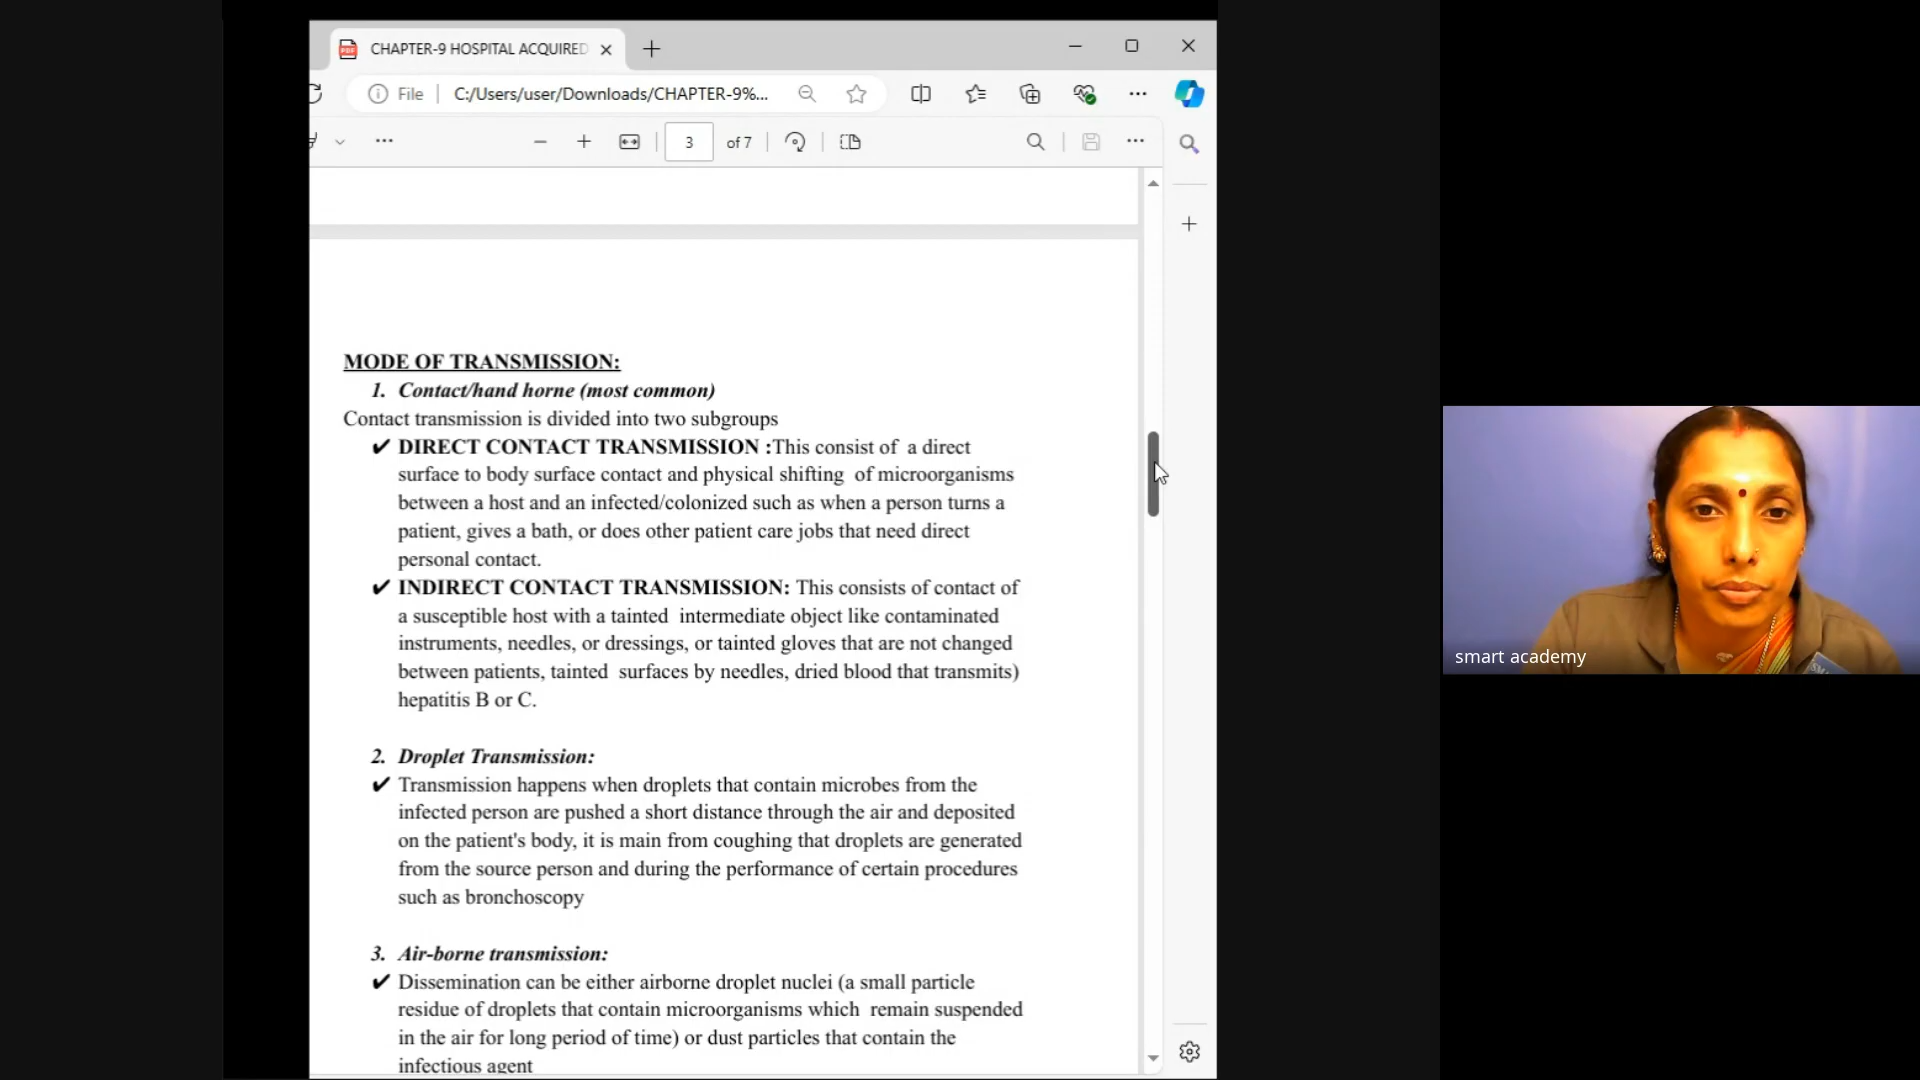 CHAPTER-9 HOSPITAL ACQUIRED
File
C:/Users/user/Downloads/CHAPTER-9%...
3
of 7
MODE OF TRANSMISSION:
1. Contact/hand horne (most common)
Contact transmission is divided into two subgroups
✔ DIRECT CONTACT TRANSMISSION :This consist of a direct
surface to body surface contact and physical shifting of microorganisms
between a host and an infected/colonized such as when a person turns a
patient, gives a bath, or does other patient care jobs that need direct
personal contact.
✔ INDIRECT CONTACT TRANSMISSION: This consists of contact of
a susceptible host with a tainted intermediate object like contaminated
instruments, needles, or dressings, or tainted gloves that are not changed
between patients, tainted surfaces by needles, dried blood that transmits)
hepatitis B or C.
2. Droplet Transmission:
✔ Transmission happens when droplets that contain microbes from the
infected person are pushed a short distance through the air and deposited
on the patient's body, it is main from coughing that droplets are generated
from the source person and during the performance of certain procedures
such as bronchoscopy
3. Air-borne transmission:
✔ Dissemination can be either airborne droplet nuclei (a small particle
residue of droplets that contain microorganisms which remain suspended
in the air for long period of time) or dust particles that contain the
infectious agent
smart academy